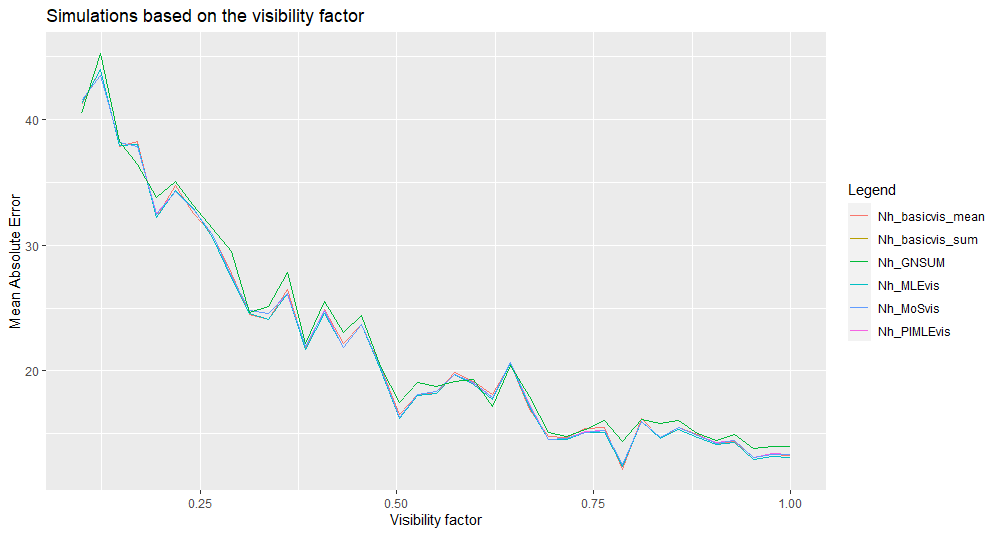 Simulations based on the visibility factor
Mean Absolute Error
40
30
20
0.25
0.50
0.75
1.00
Visibility factor
Legend
Nh_basicvis_mean
Nh_basicvis_sum
Nh_GNSUM
Nh_MLEvis
Nh_MoSvis
Nh_PIMLEvis